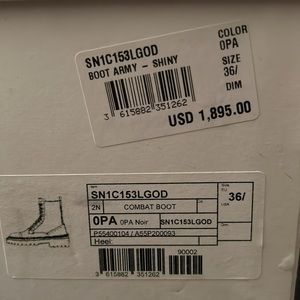 SN1C153LGOD
BOOT ARMY - SHINY
COLOR
0PA
SIZE
36/
DIM
3 615882 351262
USD 1,895.00
SN1C153LGOD
2N COMBAT BOOT
0PA 0PA Noir SN1C153LGOD
36/
P55400104 / A55P200093
Heel:
90002
3 615882 351262